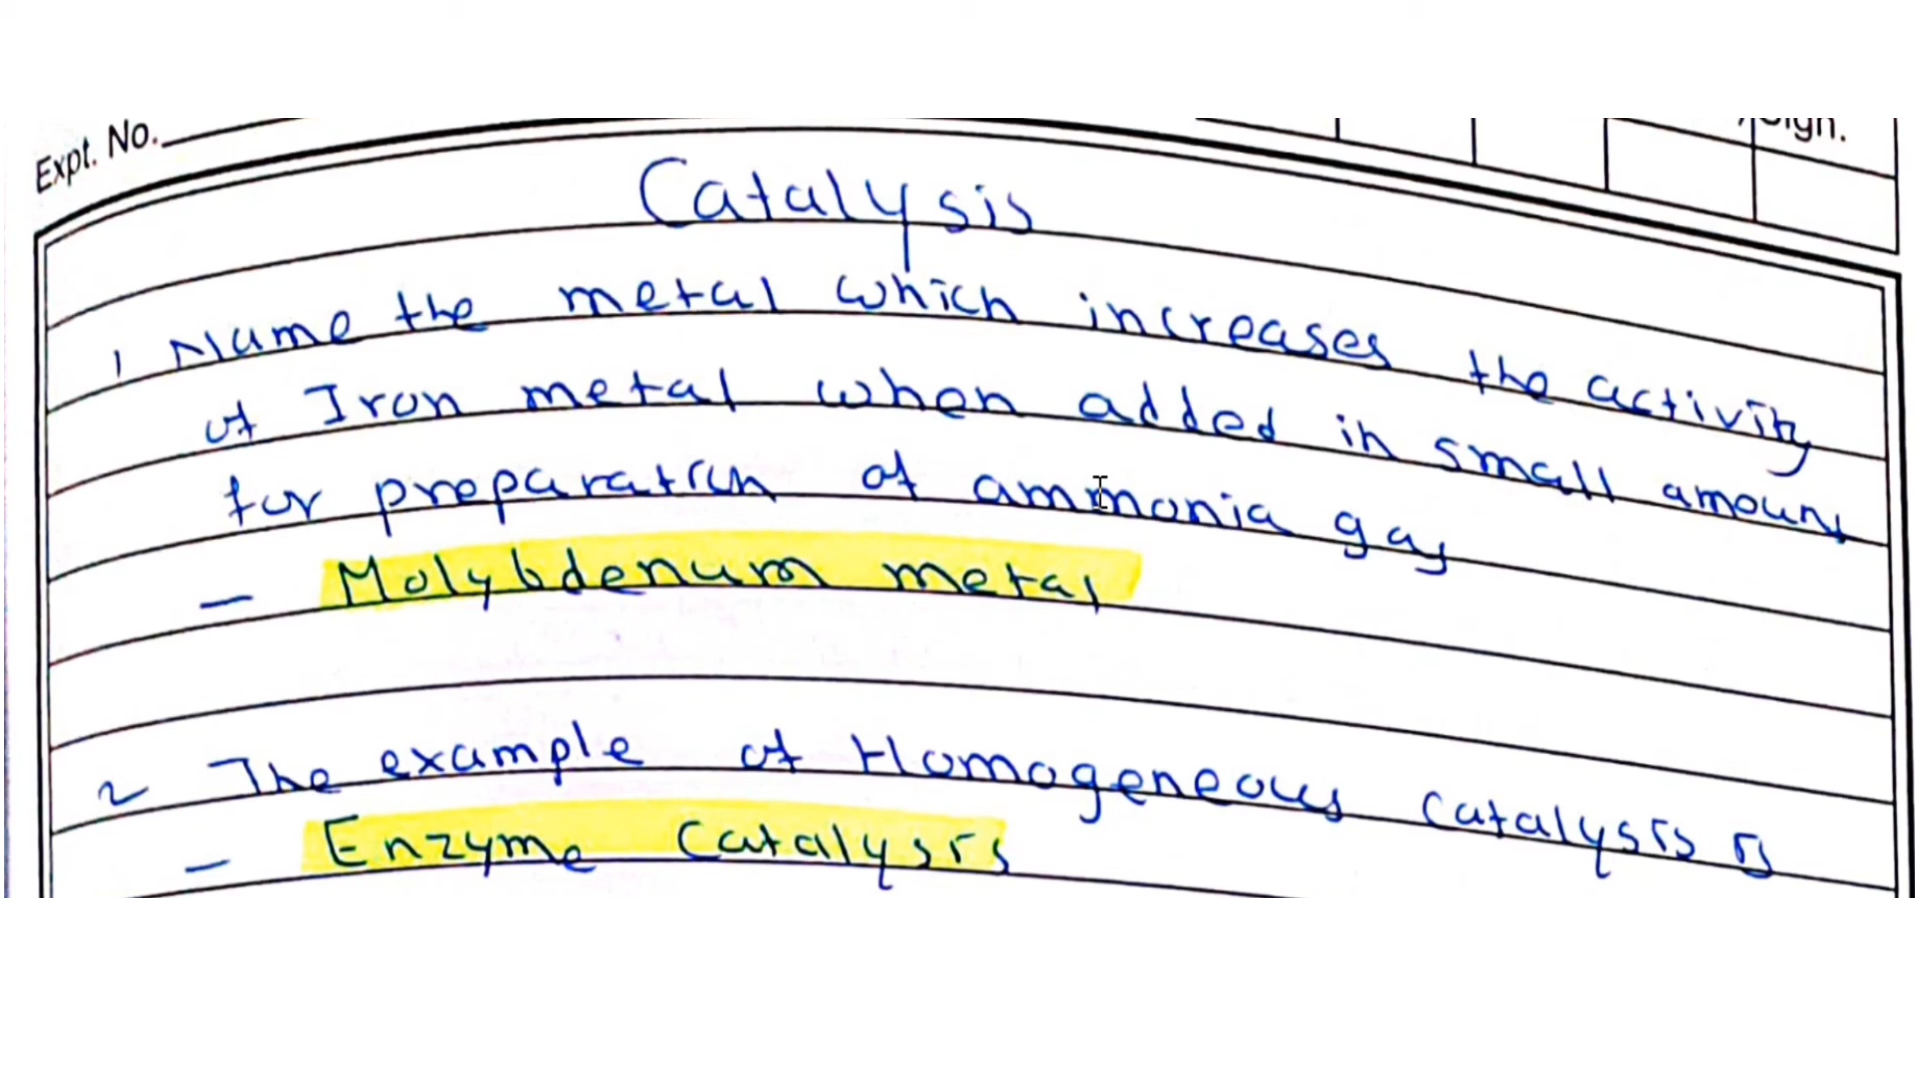 Expt. No.
Sign.
Catalysis
1 Name the metal which increases the activity
of Iron metal when added in small amount
for preparation of ammonia gas
- Molybdenum metal
2 The example of Homogeneous catalysis is
- Enzyme Catalysis